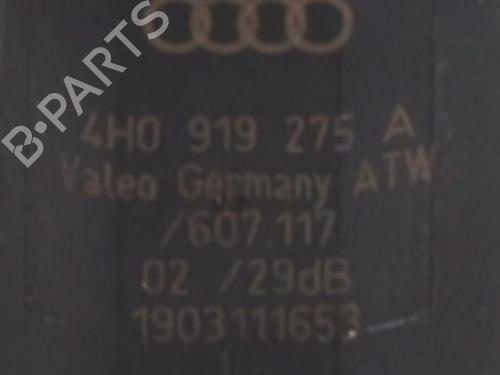 4H0 919 275 A
Valeo Germany ATW
/607.117
02 /29dB
1903111653
B-PARTS